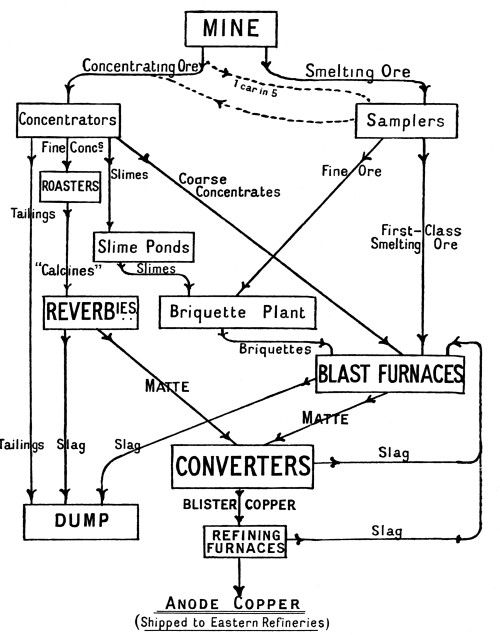 MINE
Concentrating Ore
Smelting Ore
1 car in 5
Concentrators
Samplers
Fine Concs
Slimes
Coarse
Concentrates
Fine Ore
ROASTERS
Tailings
First-Class
Smelting Ore
Slime Ponds
"Calcines"
Slimes
REVERBIES.
Briquette Plant
Briquettes
BLAST FURNACES
MATTE
MATTE
Tailings
Slag
Slag
CONVERTERS
Slag
BLISTER COPPER
DUMP
REFINING
FURNACES
Slag
ANODE COPPER
(Shipped to Eastern Refineries)